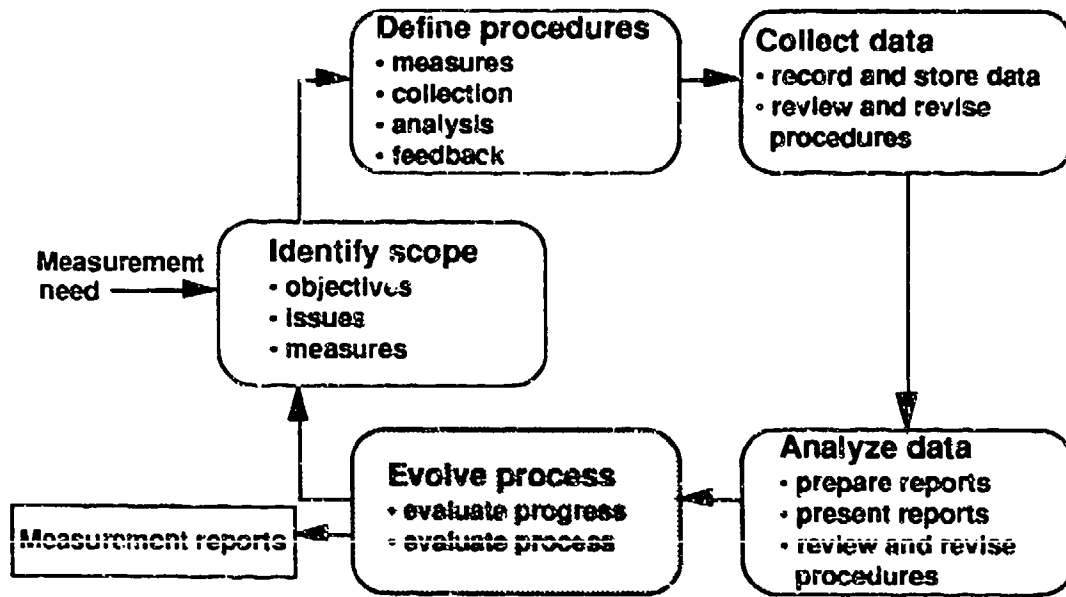 Define procedures
• measures
• collection
• analysis
• feedback
Collect data
• record and store data
• review and revise
procedures
Measurement
need
Identify scope
• objectives
• issues
• measures
Evolve process
• evaluate progress
• evaluate process
Measurement reports
Analyze data
• prepare reports
• present reports
• review and revise
procedures